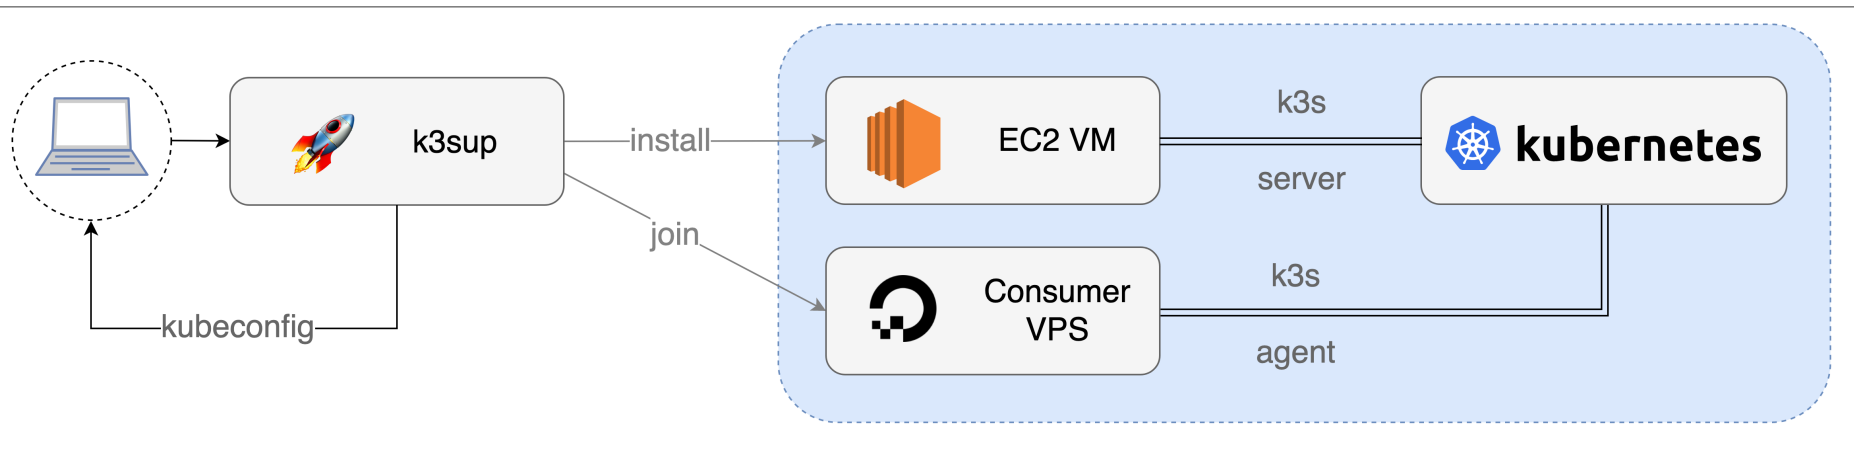 k3sup
install
join
kubeconfig
EC2 VM
k3s
server
kubernetes
Consumer
VPS
k3s
agent